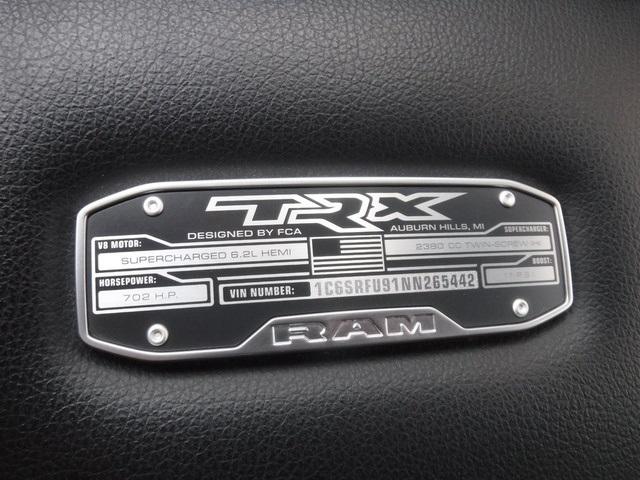 TRX
DESIGNED BY FCA
AUBURN HILLS, MI
V8 MOTOR:
SUPERCHARGED 6.2L HEMI
SUPERCHARGER:
2380 CC TWIN-SCREW
HORSEPOWER:
702 H.P.
BOOST:
VIN NUMBER:
1C6SRFU91NN265442
RAM